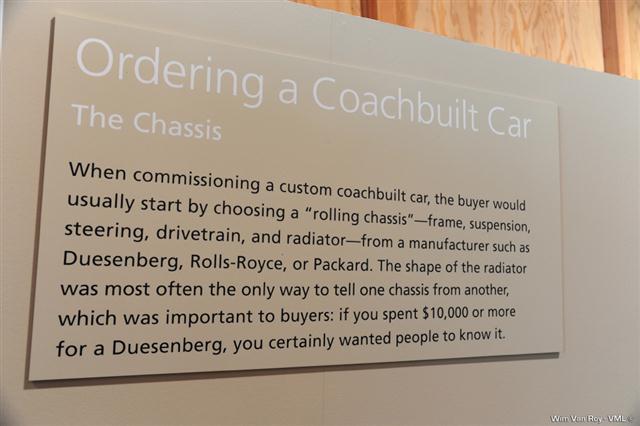 Ordering a Coachbuilt Car
The Chassis
When commissioning a custom coachbuilt car, the buyer would
usually start by choosing a "rolling chassis"—frame, suspension,
steering, drivetrain, and radiator—from a manufacturer such as
Duesenberg, Rolls-Royce, or Packard. The shape of the radiator
was most often the only way to tell one chassis from another,
which was important to buyers: if you spent $10,000 or more
for a Duesenberg, you certainly wanted people to know it.
Wim Van Roy - VML ©